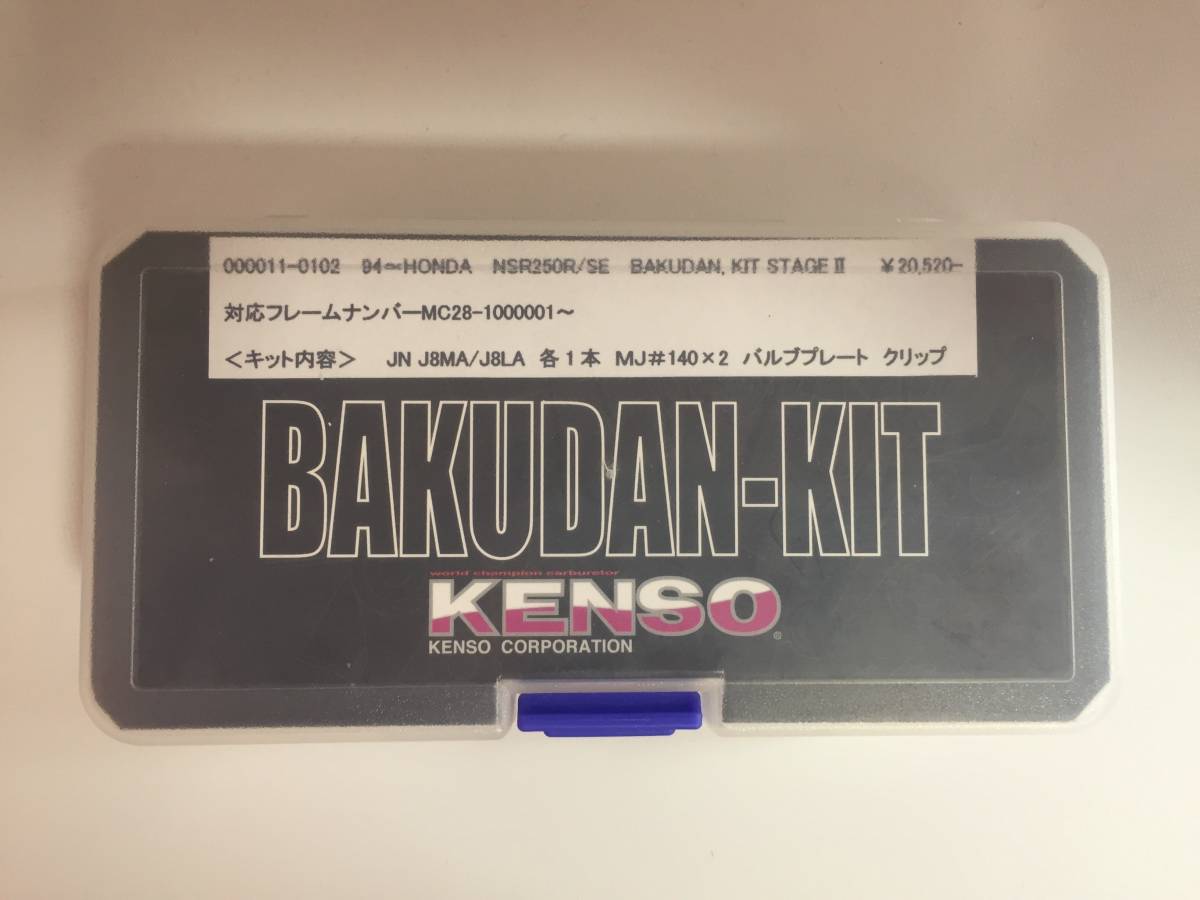 000011-0102 94～HONDA NSR250R/SE BAKUDAN, KIT STAGEⅡ ￥20,520-
対応フレームナンバーMC28-1000001～
＜キット内容＞ JN J8MA/J8LA 各1本 MJ#140×2 バルブプレート クリップ
BAKUDAN-KIT
world champion carburetor
KENSO
®
KENSO CORPORATION